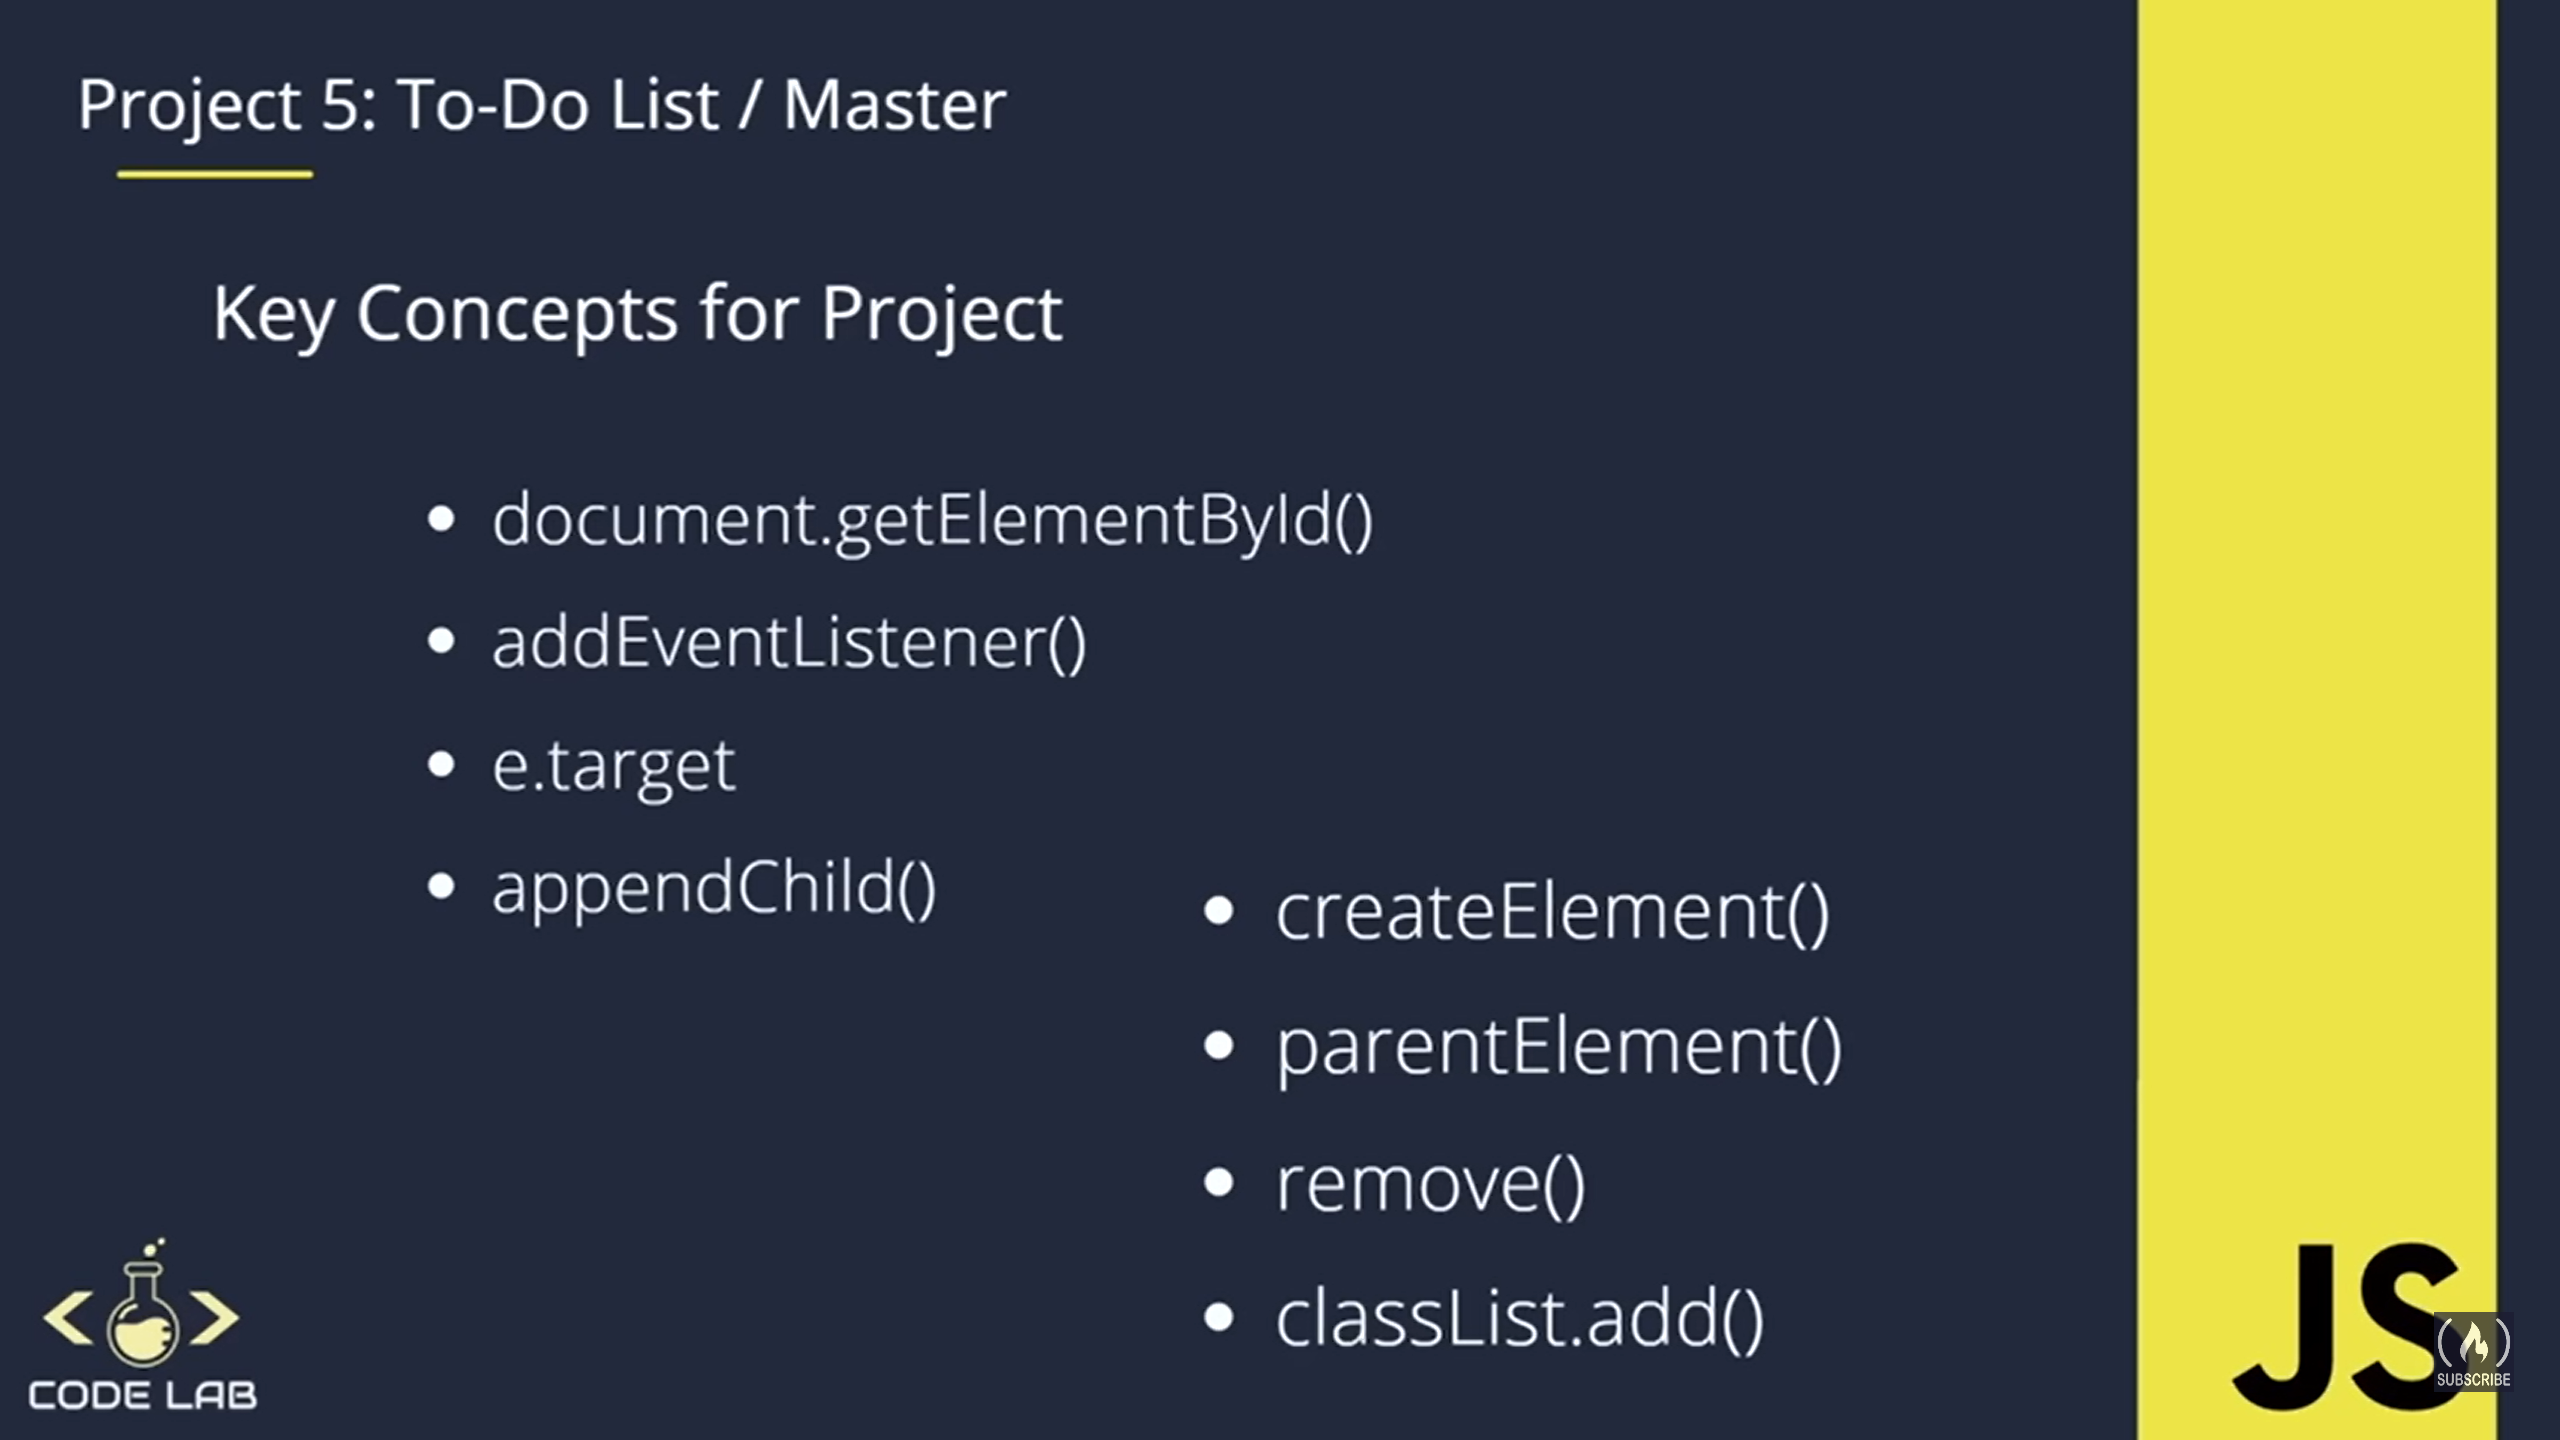 Project 5: To-Do List / Master
Key Concepts for Project
• document.getElementById()
• addEventListener()
• e.target
• appendChild()
• createElement()
• parentElement()
• remove()
• classList.add()
CODE LAB
JS
SUBSCRIBE